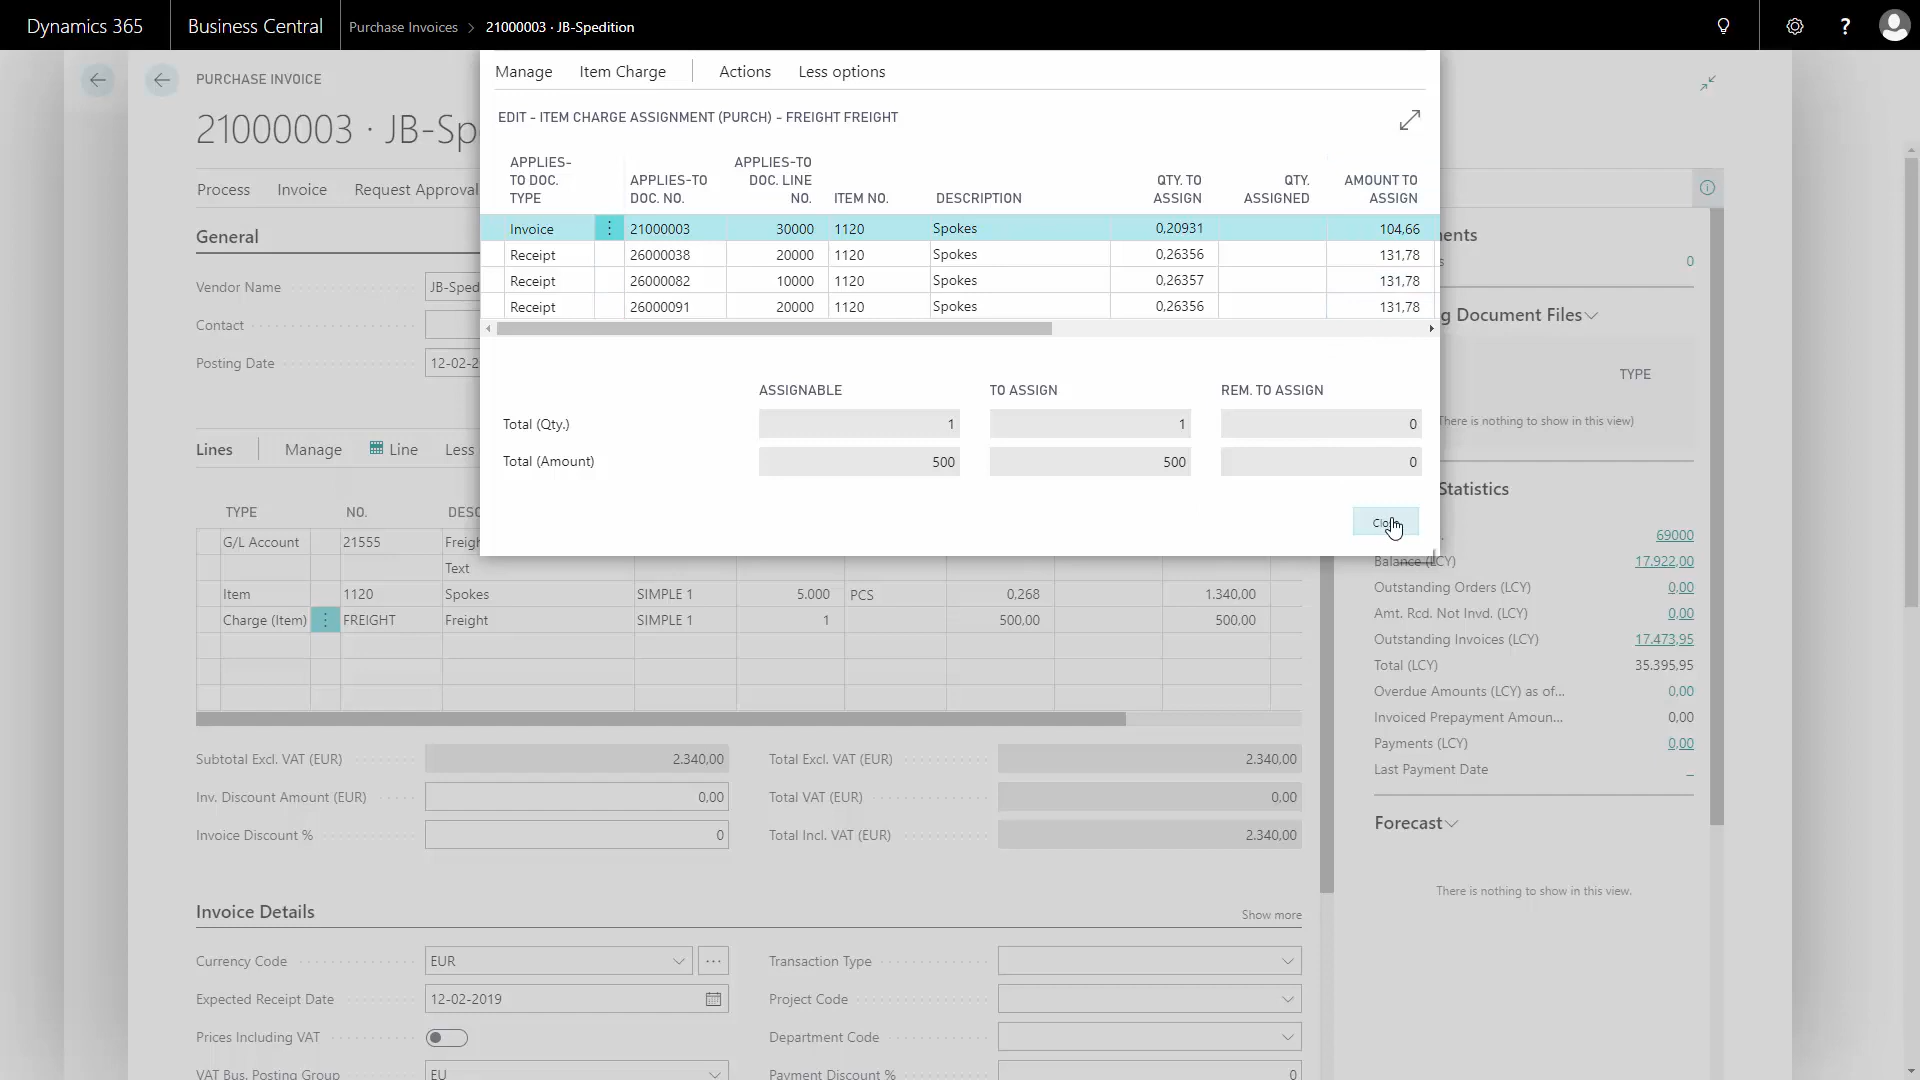 Dynamics 365
Business Central
Purchase Invoices > 21000003 · JB-Spedition
?
PURCHASE INVOICE
21000003 · JB-Sp
Process Invoice Request Approval
General
Vendor Name JB-Sped
Contact
Posting Date 12-02-2
Manage Item Charge Actions Less options
EDIT - ITEM CHARGE ASSIGNMENT (PURCH) - FREIGHT FREIGHT
APPLIES-TO DOC. TYPE APPLIES-TO DOC. NO. APPLIES-TO DOC. LINE NO. ITEM NO. DESCRIPTION QTY. TO ASSIGN QTY. ASSIGNED AMOUNT TO ASSIGN
Invoice 21000003 30000 1120 Spokes 0,20931 104,66
Receipt 26000038 20000 1120 Spokes 0,26356 131,78
Receipt 26000082 10000 1120 Spokes 0,26357 131,78
Receipt 26000091 20000 1120 Spokes 0,26356 131,78
ASSIGNABLE TO ASSIGN REM. TO ASSIGN
Total (Qty.) 1 1 0
Total (Amount) 500 500 0
Lines Manage Line Less
TYPE NO. DESC
G/L Account 21555 Freigh
Text
Item 1120 Spokes SIMPLE 1 5.000 PCS 0,268 1.340,00
Charge (Item) FREIGHT Freight SIMPLE 1 1 500,00 500,00
Subtotal Excl. VAT (EUR) 2.340,00 Total Excl. VAT (EUR) 2.340,00
Inv. Discount Amount (EUR) 0,00 Total VAT (EUR) 0,00
Invoice Discount % 0 Total Incl. VAT (EUR) 2.340,00
Invoice Details Show more
Currency Code EUR Transaction Type
Expected Receipt Date 12-02-2019 Project Code
Prices Including VAT Department Code
VAT Bus. Posting Group EU Payment Discount % 0
ents
s 0
g Document Files
TYPE
There is nothing to show in this view)
Statistics
69000
Balance (LCY) 17.922,00
Outstanding Orders (LCY) 0,00
Amt. Rcd. Not Invd. (LCY) 0,00
Outstanding Invoices (LCY) 17.473,95
Total (LCY) 35.395,95
Overdue Amounts (LCY) as of... 0,00
Invoiced Prepayment Amoun... 0,00
Payments (LCY) 0,00
Last Payment Date _
Forecast
There is nothing to show in this view.